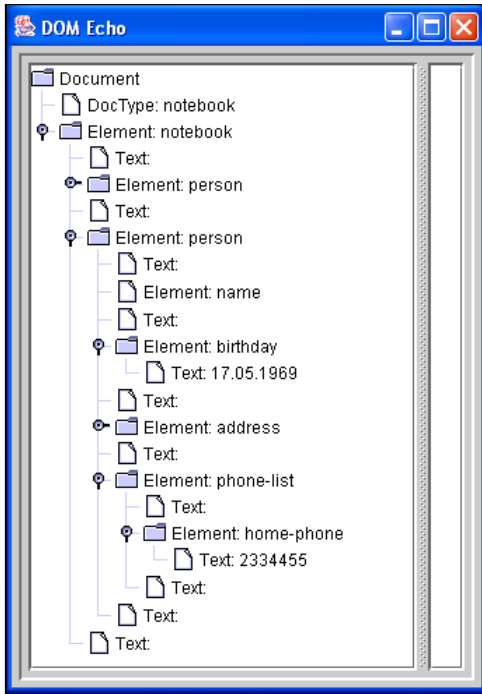 DOM Echo
Document
DocType: notebook
Element: notebook
Text:
Element: person
Text:
Element: person
Text:
Element: name
Text:
Element: birthday
Text: 17.05.1969
Text:
Element: address
Text:
Element: phone-list
Text:
Element: home-phone
Text: 2334455
Text:
Text:
Text: